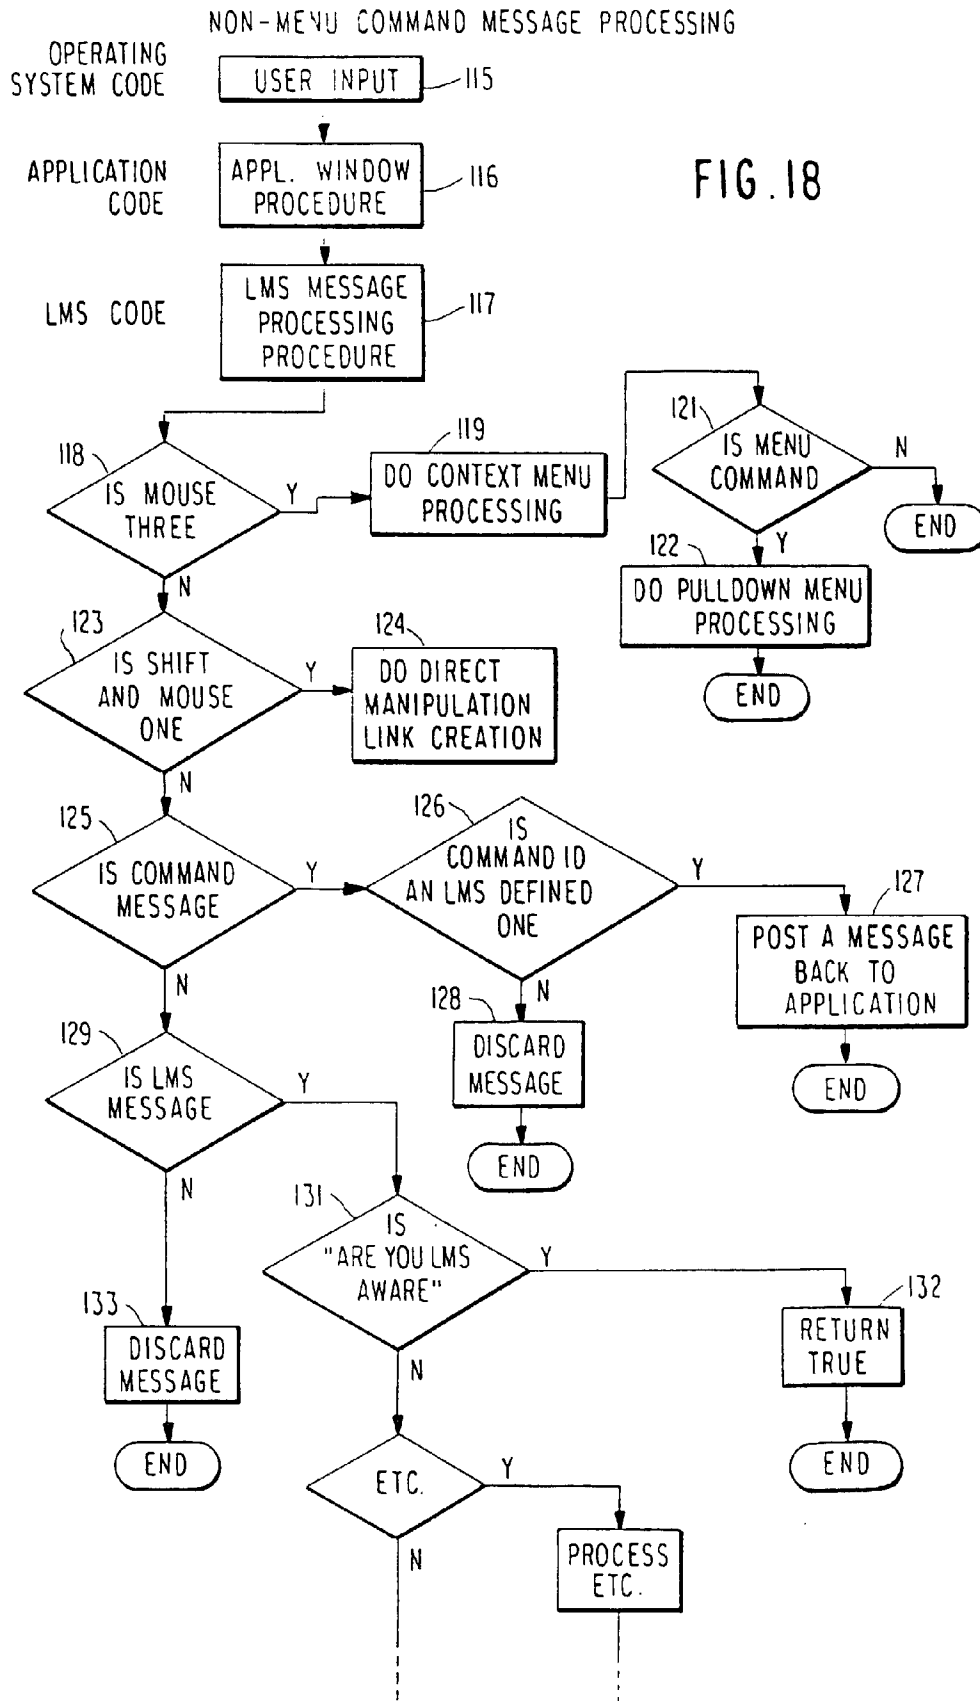 NON-MENU COMMAND MESSAGE PROCESSING
OPERATING
SYSTEM CODE
USER INPUT
115
APPLICATION
CODE
APPL. WINDOW
PROCEDURE
116
FIG.18
LMS CODE
LMS MESSAGE
PROCESSING
PROCEDURE
117
118
IS MOUSE
THREE
Y
N
119
DO CONTEXT MENU
PROCESSING
121
IS MENU
COMMAND
N
END
Y
122
DO PULLDOWN MENU
PROCESSING
END
123
IS SHIFT
AND MOUSE
ONE
Y
N
124
DO DIRECT
MANIPULATION
LINK CREATION
125
IS COMMAND
MESSAGE
Y
N
126
IS
COMMAND ID
AN LMS DEFINED
ONE
Y
N
127
POST A MESSAGE
BACK TO
APPLICATION
END
128
DISCARD
MESSAGE
END
129
IS LMS
MESSAGE
Y
N
131
IS
"ARE YOU LMS
AWARE"
Y
N
132
RETURN
TRUE
END
133
DISCARD
MESSAGE
END
ETC.
Y
N
PROCESS
ETC.